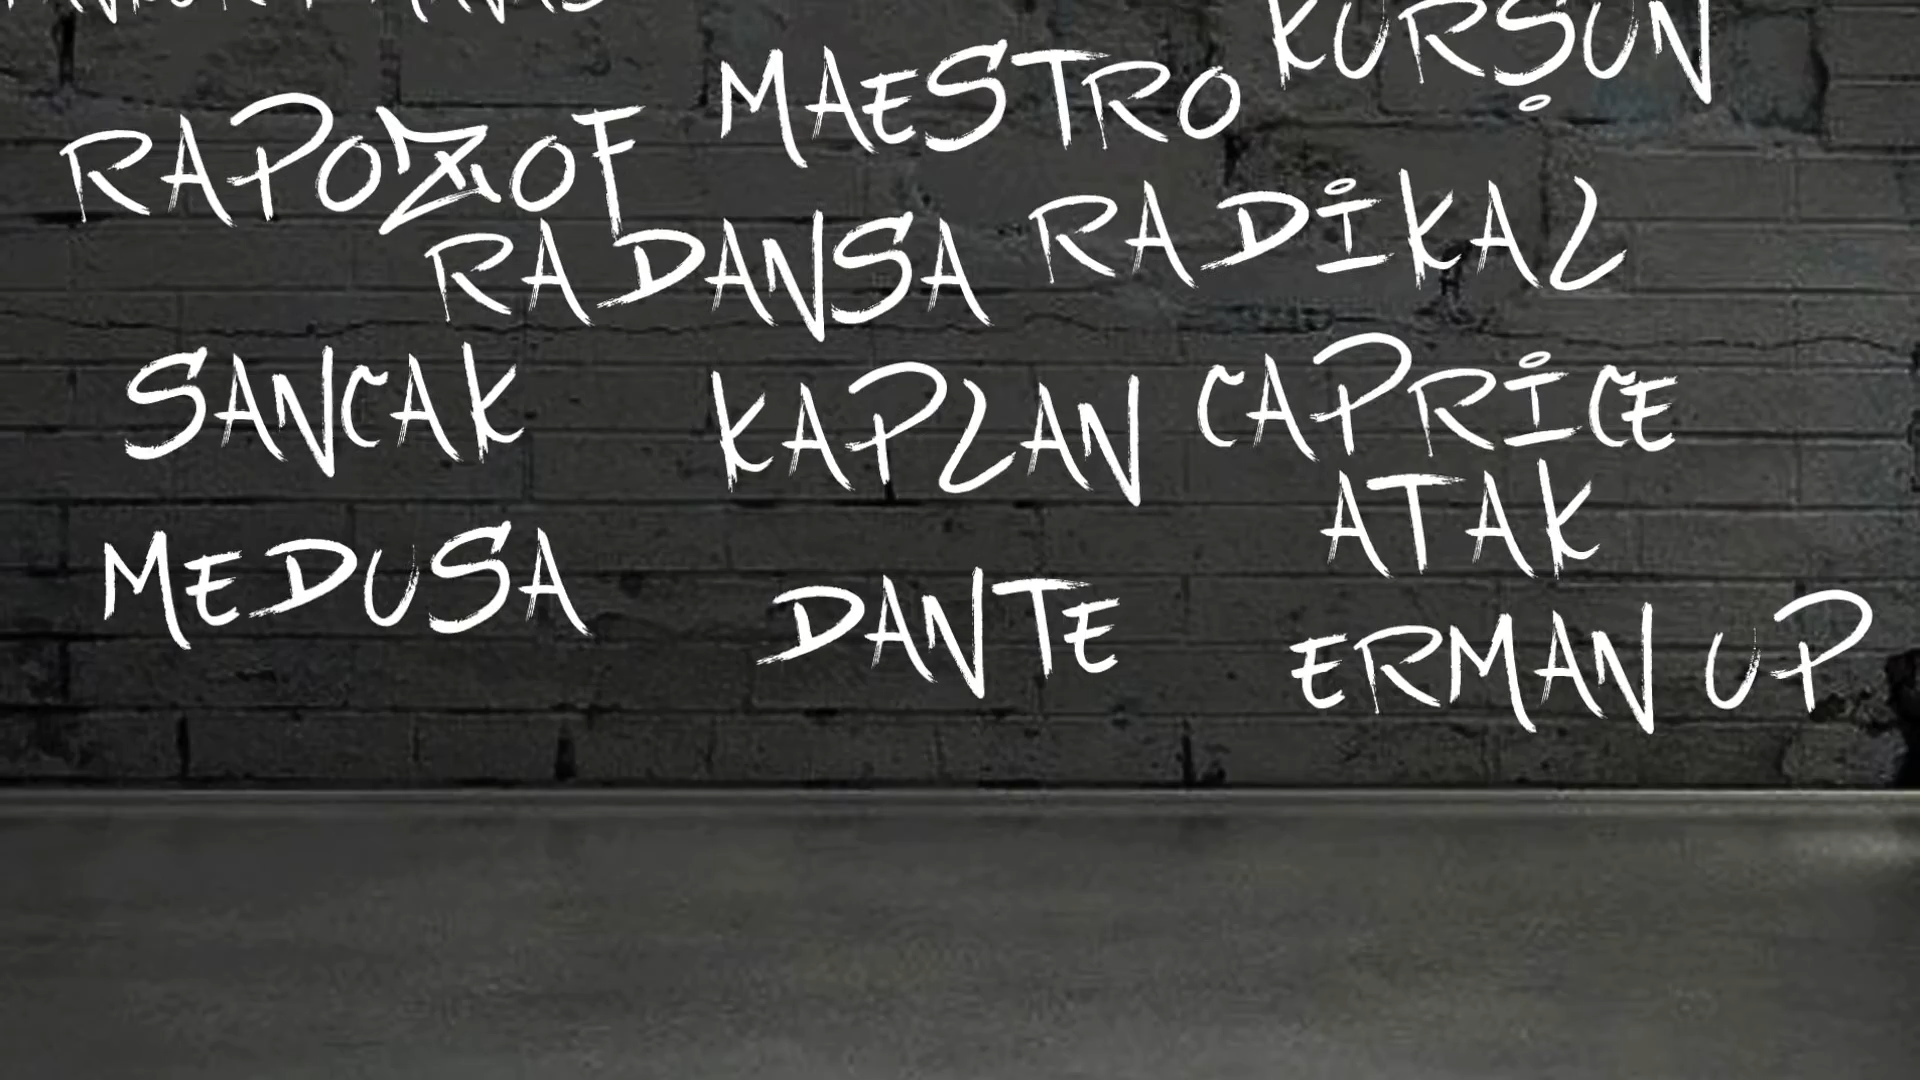 KURŞUN
MAESTRO
RAPOZOF
RADANSA
RADİKAL
SANCAK
KAPLAN
CAPRİCE
ATAK
MEDUSA
DANTE
ERMAN UP